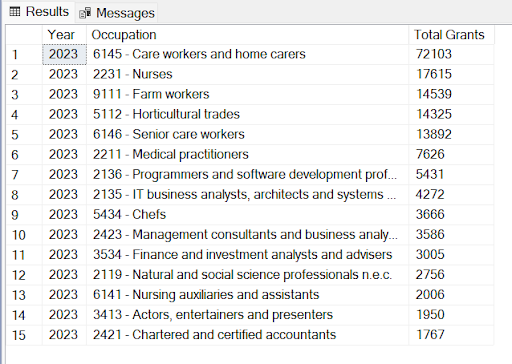 Results Messages
Year Occupation Total Grants
1 2023 6145 - Care workers and home carers 72103
2 2023 2231 - Nurses 17615
3 2023 9111 - Farm workers 14539
4 2023 5112 - Horticultural trades 14325
5 2023 6146 - Senior care workers 13892
6 2023 2211 - Medical practitioners 7626
7 2023 2136 - Programmers and software development prof... 5431
8 2023 2135 - IT business analysts, architects and systems ... 4272
9 2023 5434 - Chefs 3666
10 2023 2423 - Management consultants and business analy... 3586
11 2023 3534 - Finance and investment analysts and advisers 3005
12 2023 2119 - Natural and social science professionals n.e.c. 2756
13 2023 6141 - Nursing auxiliaries and assistants 2006
14 2023 3413 - Actors, entertainers and presenters 1950
15 2023 2421 - Chartered and certified accountants 1767